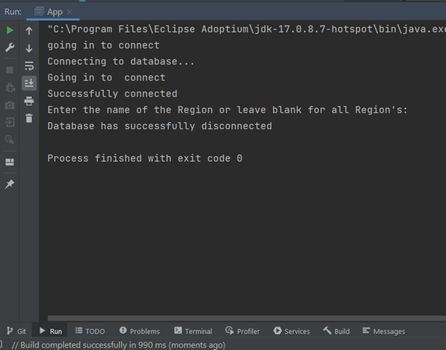 Run: App ×
"C:\Program Files\Eclipse Adoptium\jdk-17.0.8.7-hotspot\bin\java.exe
going in to connect
Connecting to database...
Going in to  connect
Successfully connected
Enter the name of the Region or leave blank for all Region's:
Database has successfully disconnected
Process finished with exit code 0
Git Run TODO Problems Terminal Profiler Services Build Messages
// Build completed successfully in 990 ms (moments ago)